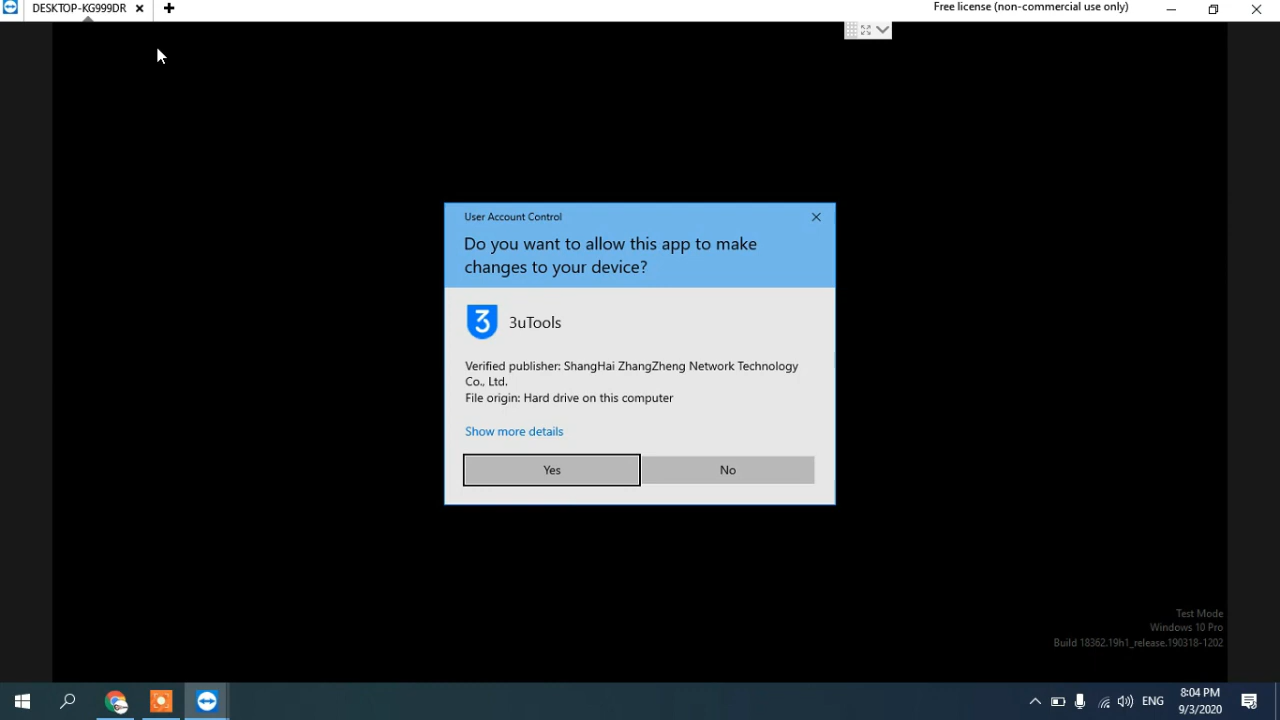 DESKTOP-KG999DR
Free license (non-commercial use only)
User Account Control
Do you want to allow this app to make
changes to your device?
3
3uTools
Verified publisher: ShangHai ZhangZheng Network Technology
Co., Ltd.
File origin: Hard drive on this computer
Show more details
Yes
No
Test Mode
Windows 10 Pro
Build 18362.19h1_release.190318-1202
ENG
8:04 PM
9/3/2020